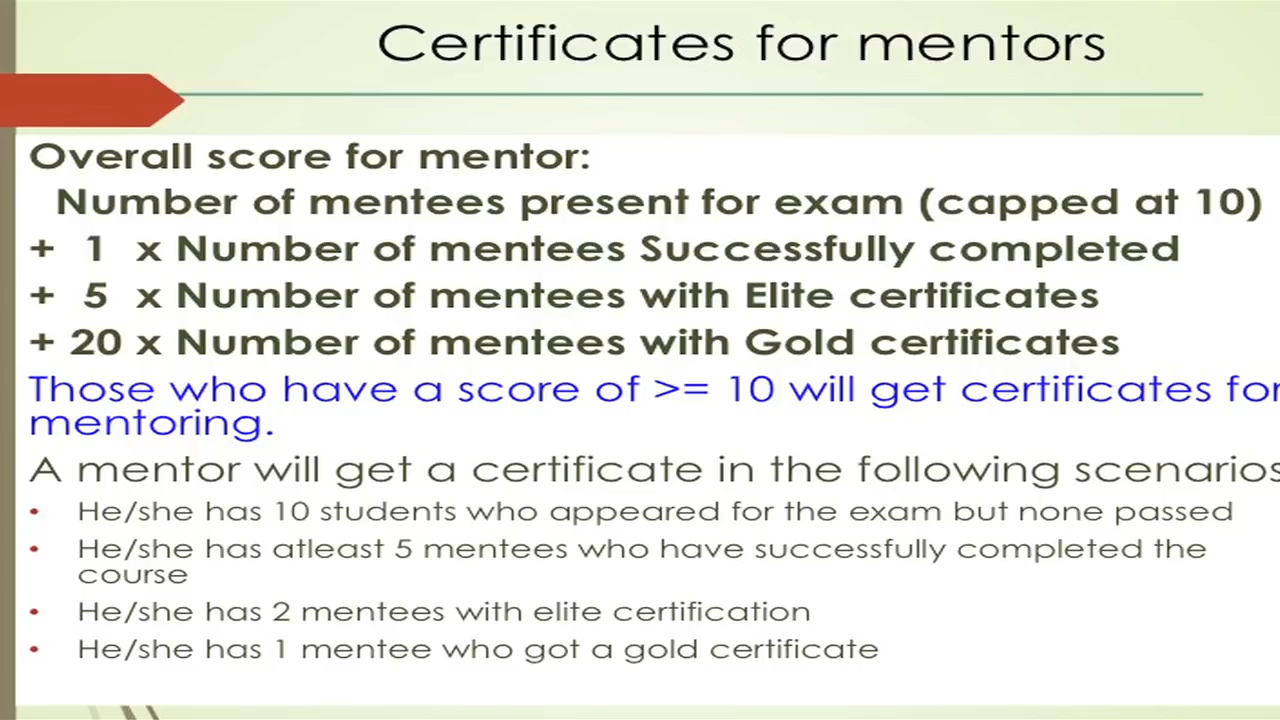 Certificates for mentors
Overall score for mentor:
Number of mentees present for exam (capped at 10)
+ 1 x Number of mentees Successfully completed
+ 5 x Number of mentees with Elite certificates
+ 20 x Number of mentees with Gold certificates
Those who have a score of >= 10 will get certificates for
mentoring.
A mentor will get a certificate in the following scenarios
• He/she has 10 students who appeared for the exam but none passed
• He/she has atleast 5 mentees who have successfully completed the
course
• He/she has 2 mentees with elite certification
• He/she has 1 mentee who got a gold certificate